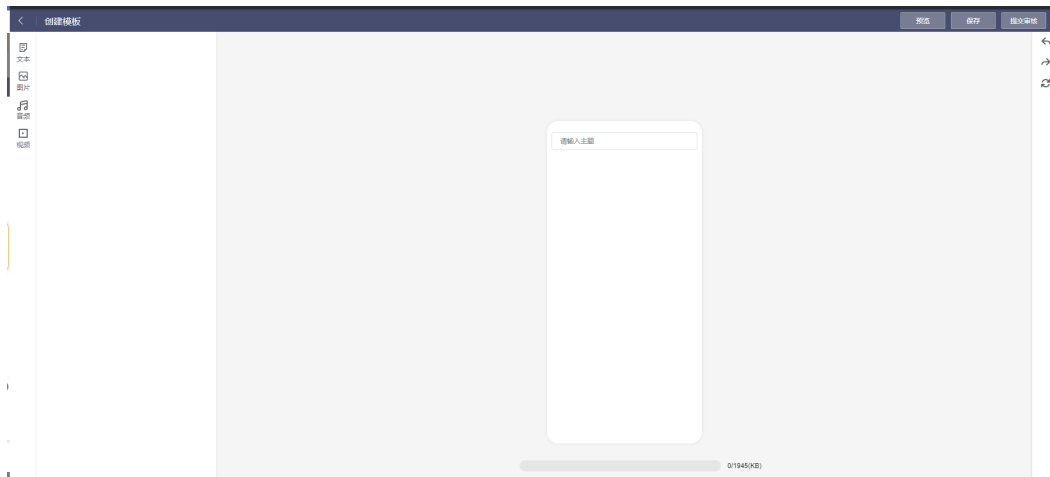 创建模板
预览
保存
提交审核
文本
图片
音频
视频
请输入主题
0/1945(KB)